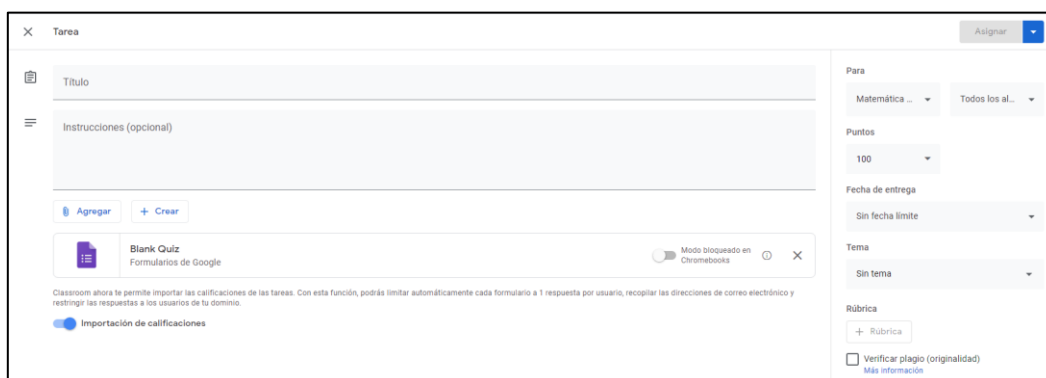 Tarea
Asignar
Título
Instrucciones (opcional)
Agregar
Crear
Blank Quiz
Formularios de Google
Modo bloqueado en
Chromebooks
Classroom ahora te permite importar las calificaciones de las tareas. Con esta función, podrás limitar automáticamente cada formulario a 1 respuesta por usuario, recopilar las direcciones de correo electrónico y
restringir las respuestas a los usuarios de tu dominio.
Importación de calificaciones
Para
Matemática ...
Todos los al...
Puntos
100
Fecha de entrega
Sin fecha límite
Tema
Sin tema
Rúbrica
+ Rúbrica
Verificar plagio (originalidad)
Más información